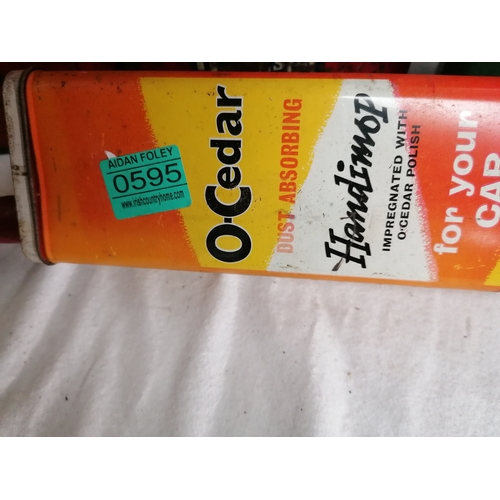 AIDAN FOLEY
0595
www.irishcountryhome.com
O-Cedar
DUST ABSORBING
Handimop
IMPREGNATED WITH
O-CEDAR POLISH
for your
CAR